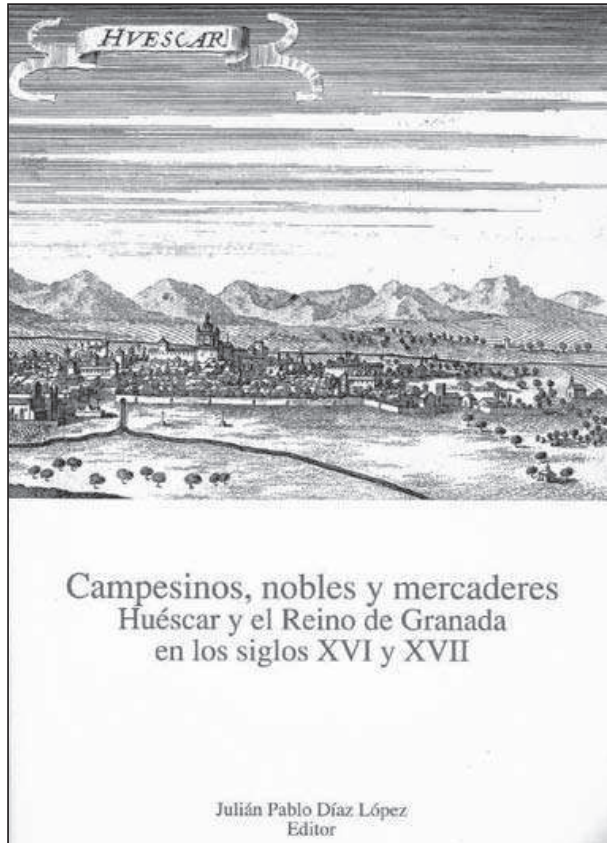 HVESCAR
Campesinos, nobles y mercaderes
Huéscar y el Reino de Granada
en los siglos XVI y XVII
Julián Pablo Díaz López
Editor